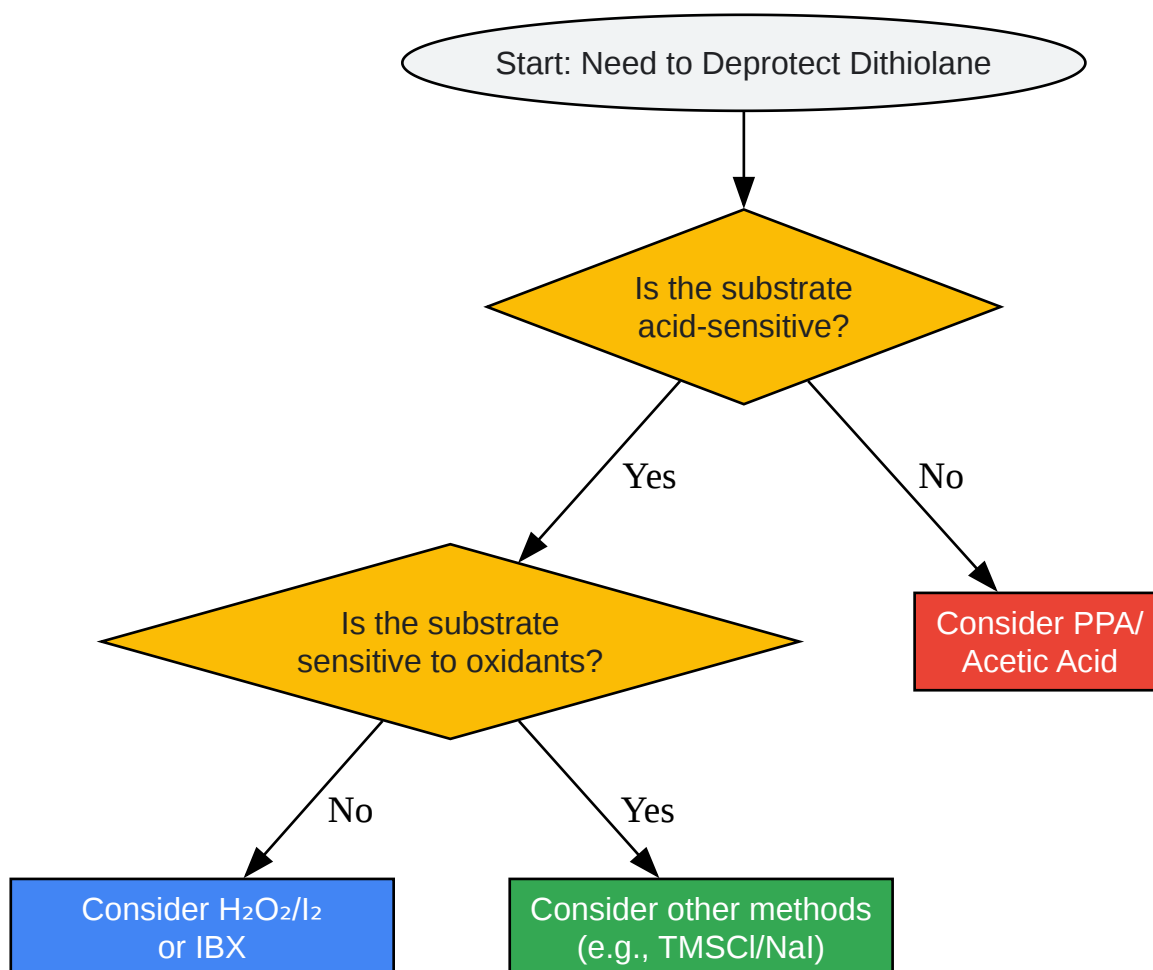 Start: Need to Deprotect Dithiolane
Is the substrate
acid-sensitive?
Yes
No
Is the substrate
sensitive to oxidants?
Consider PPA/
Acetic Acid
No
Yes
Consider H₂O₂/I₂
or IBX
Consider other methods
(e.g., TMSCl/NaI)